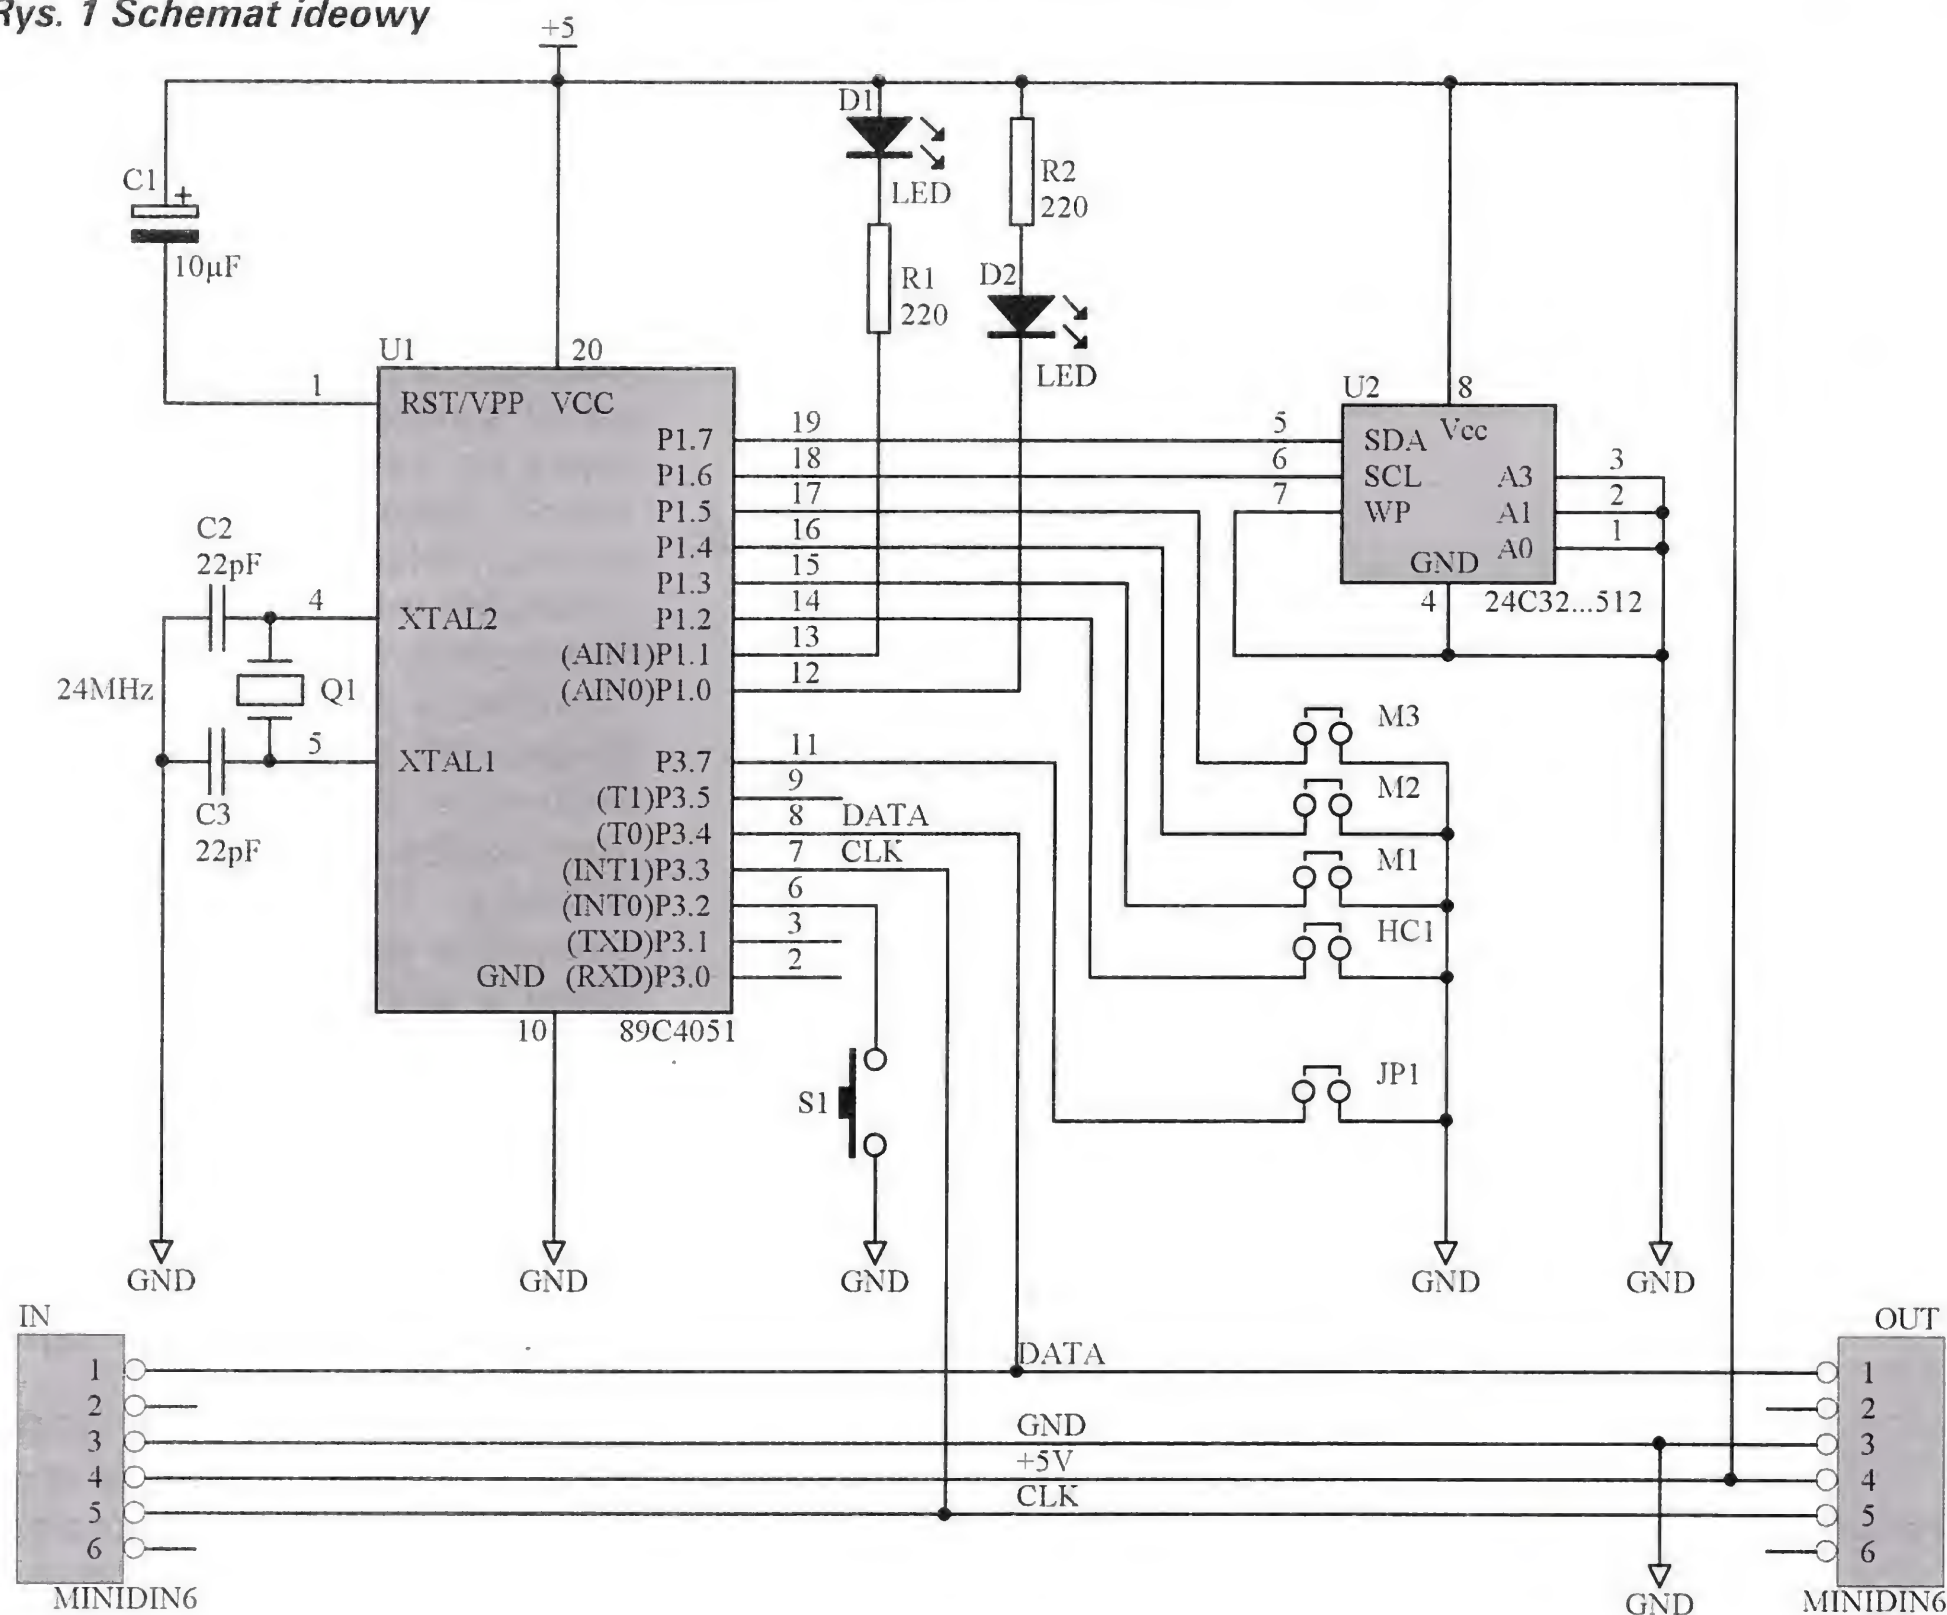 Rys. 1 Schemat ideowy
+5
C1
+
10µF
D1
LED
R1
220
R2
220
D2
LED
U1
20
1
RST/VPP VCC
P1.7 19
P1.6 18
P1.5 17
P1.4 16
P1.3 15
P1.2 14
(AIN1)P1.1 13
(AIN0)P1.0 12
P3.7 11
(T1)P3.5 9
(T0)P3.4 8 DATA
(INT1)P3.3 7 CLK
(INT0)P3.2 6
(TXD)P3.1 3
GND (RXD)P3.0 2
10 89C4051
C2
22pF
4 XTAL2
24MHz
Q1
5 XTAL1
C3
22pF
U2
8
5 SDA Vcc
6 SCL A3 3
7 WP A1 2
A0 1
GND
4 24C32...512
M3
M2
M1
HC1
JP1
S1
GND
GND
GND
GND
GND
IN
1
2
3
4
5
6
MINIDIN6
DATA
GND
+5V
CLK
OUT
1
2
3
4
5
6
GND
MINIDIN6